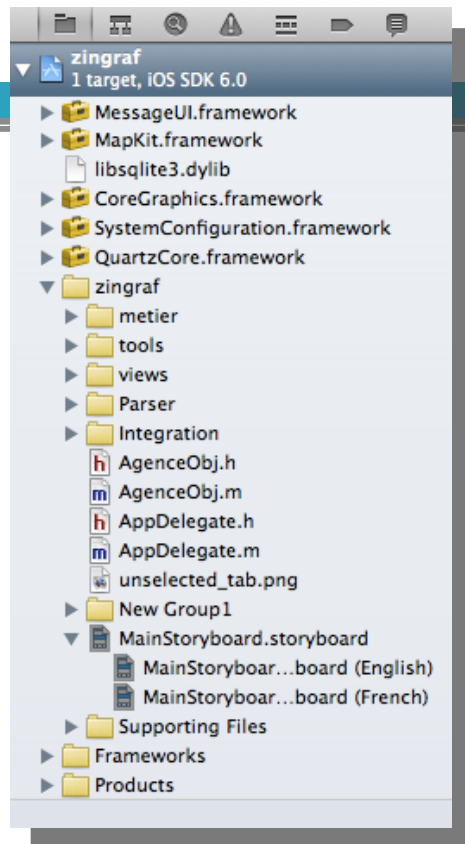 zingraf
1 target, iOS SDK 6.0
MessageUI.framework
MapKit.framework
libsqlite3.dylib
CoreGraphics.framework
SystemConfiguration.framework
QuartzCore.framework
zingraf
metier
tools
views
Parser
Integration
h AgenceObj.h
m AgenceObj.m
h AppDelegate.h
m AppDelegate.m
unselected_tab.png
New Group1
MainStoryboard.storyboard
MainStoryboar...board (English)
MainStoryboar...board (French)
Supporting Files
Frameworks
Products